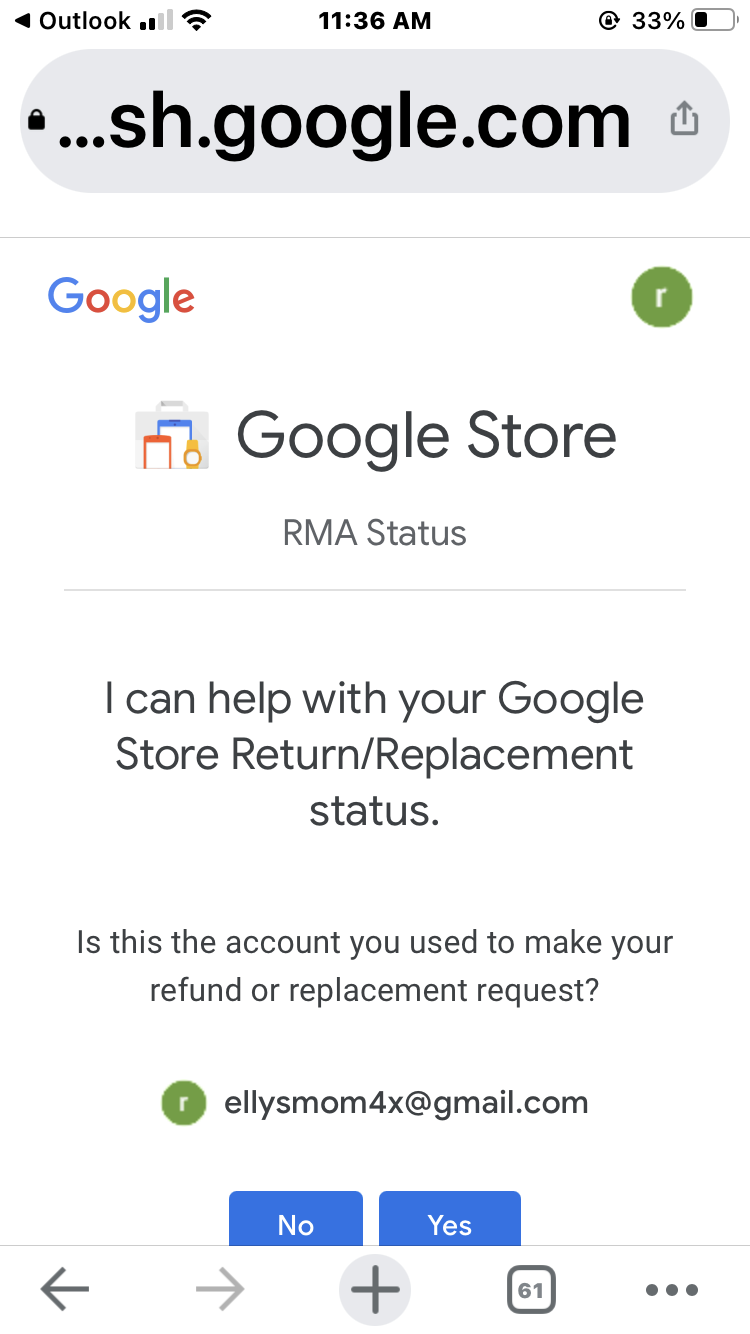 Outlook 11:36 AM 33%
...sh.google.com
Google r
Google Store
RMA Status
I can help with your Google
Store Return/Replacement
status.
Is this the account you used to make your
refund or replacement request?
r ellysmom4x@gmail.com
No Yes
61